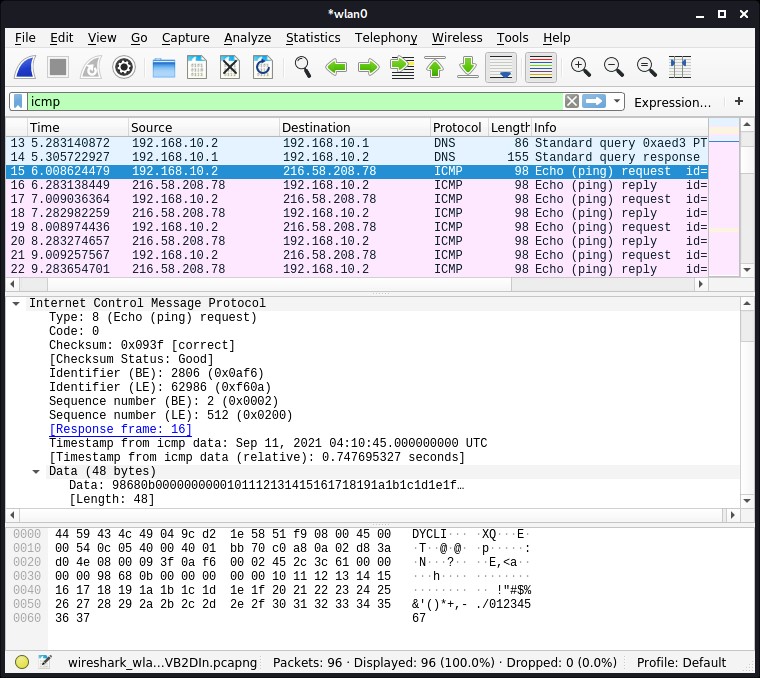 *wlan0
File Edit View Go Capture Analyze Statistics Telephony Wireless Tools Help
icmp Expression… +
Time Source Destination Protocol Length Info
13 5.283140872 192.168.10.2 192.168.10.1 DNS 86 Standard query 0xaed3 PT
14 5.305722927 192.168.10.1 192.168.10.2 DNS 155 Standard query response
15 6.008624479 192.168.10.2 216.58.208.78 ICMP 98 Echo (ping) request id=
16 6.283138449 216.58.208.78 192.168.10.2 ICMP 98 Echo (ping) reply id=
17 7.009036364 192.168.10.2 216.58.208.78 ICMP 98 Echo (ping) request id=
18 7.282982259 216.58.208.78 192.168.10.2 ICMP 98 Echo (ping) reply id=
19 8.008974436 192.168.10.2 216.58.208.78 ICMP 98 Echo (ping) request id=
20 8.283274657 216.58.208.78 192.168.10.2 ICMP 98 Echo (ping) reply id=
21 9.009257567 192.168.10.2 216.58.208.78 ICMP 98 Echo (ping) request id=
22 9.283654701 216.58.208.78 192.168.10.2 ICMP 98 Echo (ping) reply id=
Internet Control Message Protocol
Type: 8 (Echo (ping) request)
Code: 0
Checksum: 0x093f [correct]
[Checksum Status: Good]
Identifier (BE): 2806 (0x0af6)
Identifier (LE): 62986 (0xf60a)
Sequence number (BE): 2 (0x0002)
Sequence number (LE): 512 (0x0200)
[Response frame: 16]
Timestamp from icmp data: Sep 11, 2021 04:10:45.000000000 UTC
[Timestamp from icmp data (relative): 0.747695327 seconds]
Data (48 bytes)
Data: 98680b0000000000101112131415161718191a1b1c1d1e1f…
[Length: 48]
0000 44 59 43 4c 49 04 9c d2 1e 58 51 f9 08 00 45 00 DYCLI··· ·XQ···E·
0010 00 54 0c 05 40 00 40 01 bb 70 c0 a8 0a 02 d8 3a ·T··@·@· ·p·····:
0020 d0 4e 08 00 09 3f 0a f6 00 02 45 2c 3c 61 00 00 ·N···?·· ··E,<a··
0030 00 00 98 68 0b 00 00 00 00 00 10 11 12 13 14 15 ···h···· ········
0040 16 17 18 19 1a 1b 1c 1d 1e 1f 20 21 22 23 24 25 ········ ·· !"#$%
0050 26 27 28 29 2a 2b 2c 2d 2e 2f 30 31 32 33 34 35 &'()*+,- ./012345
0060 36 37 67
wireshark_wla…VB2DIn.pcapng Packets: 96 · Displayed: 96 (100.0%) · Dropped: 0 (0.0%) Profile: Default